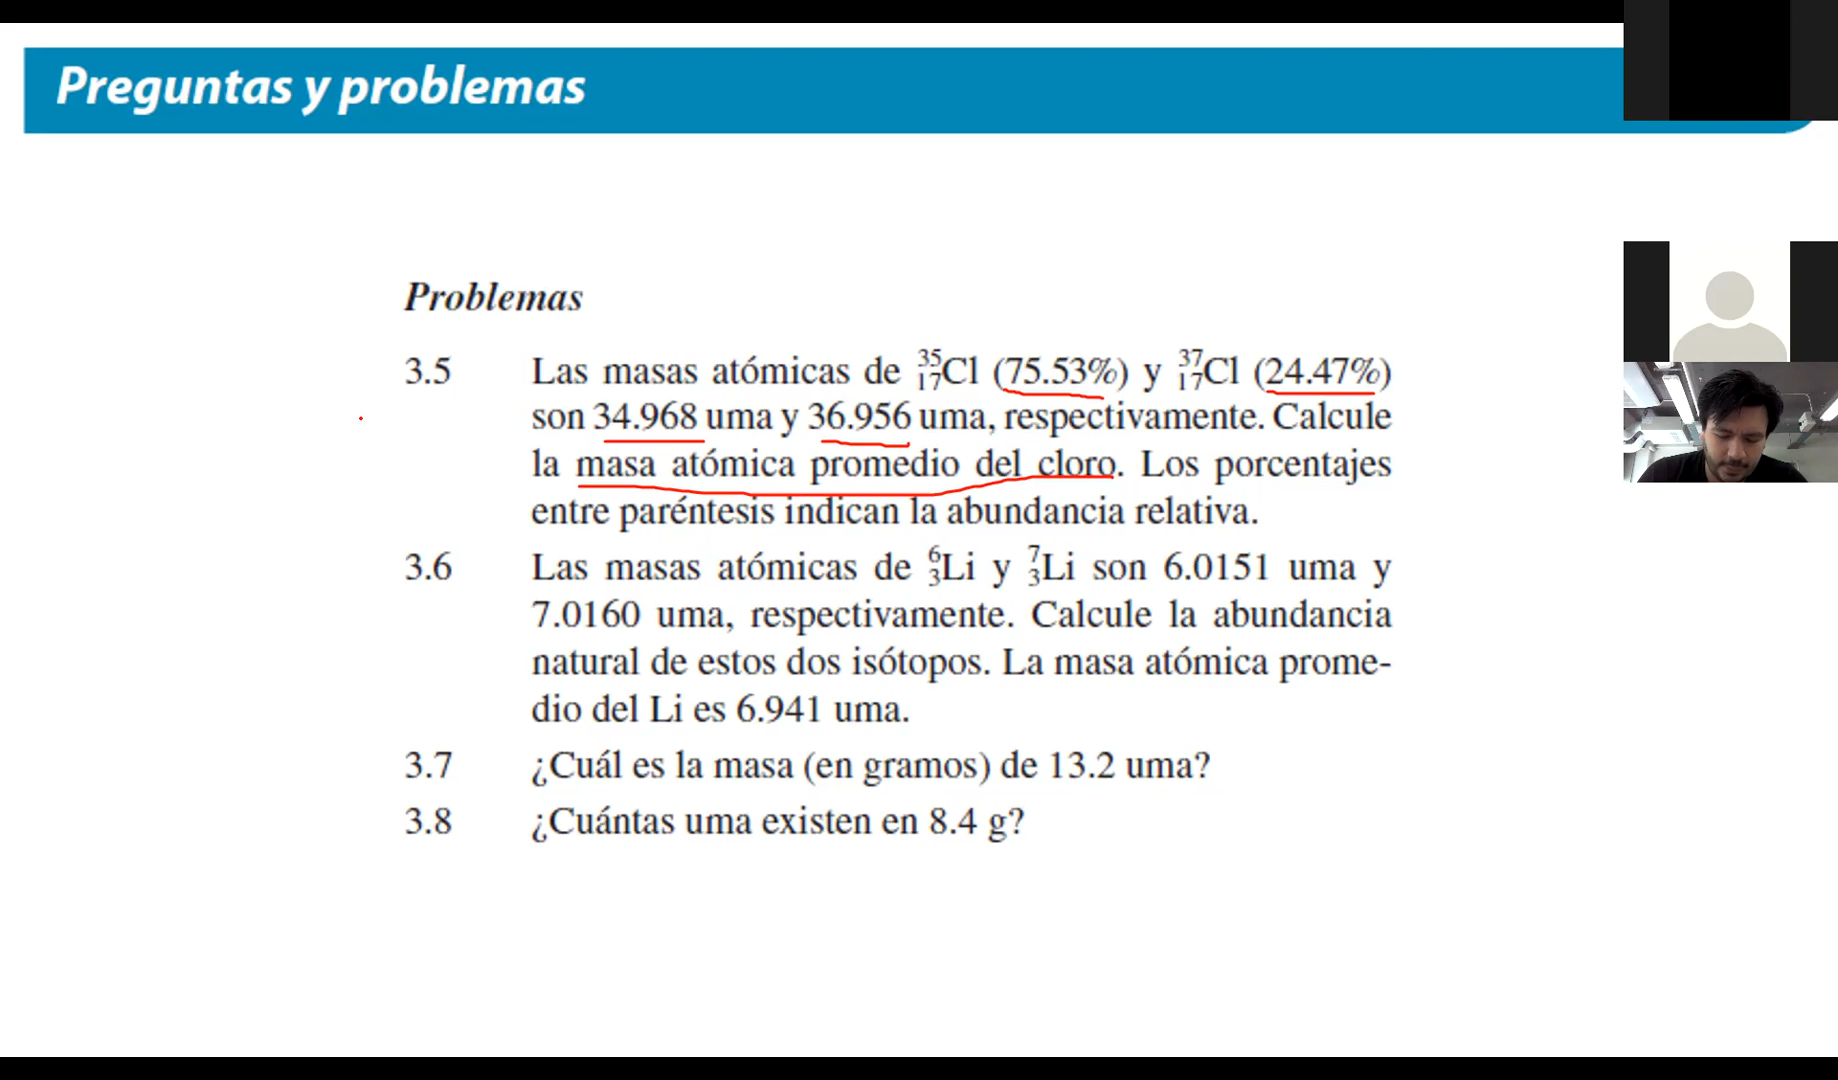 Preguntas y problemas
Problemas
3.5 Las masas atómicas de ³⁵₁₇Cl (75.53%) y ³⁷₁₇Cl (24.47%)
son 34.968 uma y 36.956 uma, respectivamente. Calcule
la masa atómica promedio del cloro. Los porcentajes
entre paréntesis indican la abundancia relativa.
3.6 Las masas atómicas de ⁶₃Li y ⁷₃Li son 6.0151 uma y
7.0160 uma, respectivamente. Calcule la abundancia
natural de estos dos isótopos. La masa atómica prome-
dio del Li es 6.941 uma.
3.7 ¿Cuál es la masa (en gramos) de 13.2 uma?
3.8 ¿Cuántas uma existen en 8.4 g?